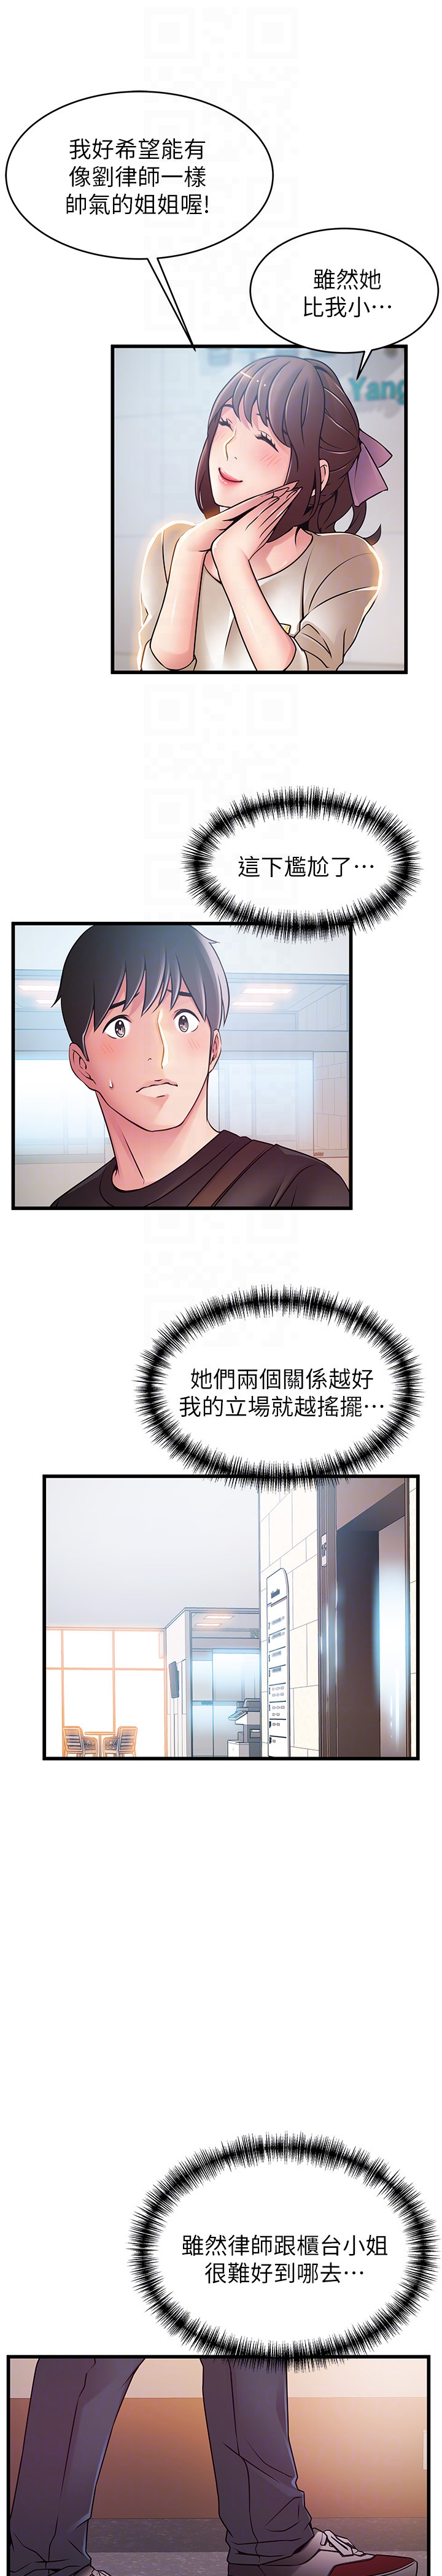 我好希望能有
像劉律師一樣
帥氣的姐姐喔!
雖然她
比我小…
Yang
這下尷尬了…
她們兩個關係越好
我的立場就越搖擺…
雖然律師跟櫃台小姐
很難好到哪去…